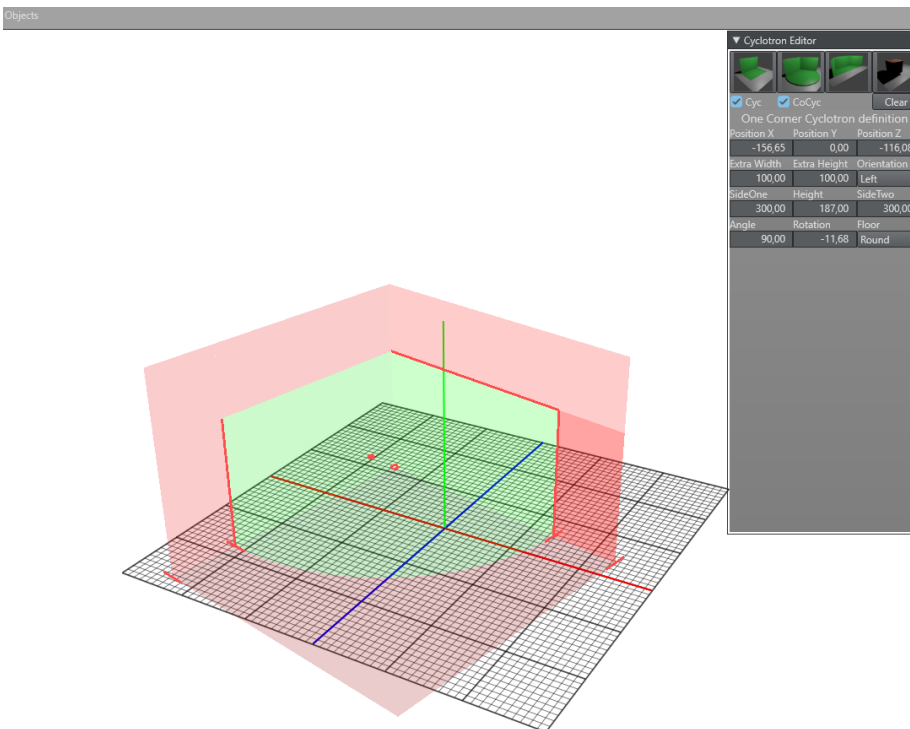 Objects
▼ Cyclotron Editor
Cyc CoCyc Clear
One Corner Cyclotron definition
Position X Position Y Position Z
-156,65 0,00 -116,08
Extra Width Extra Height Orientation
100,00 100,00 Left
SideOne Height SideTwo
300,00 187,00 300,00
Angle Rotation Floor
90,00 -11,68 Round